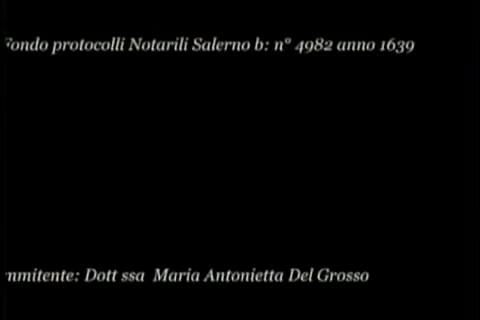 Fondo protocolli Notarili Salerno b: n° 4982 anno 1639
mmitente: Dott ssa Maria Antonietta Del Grosso